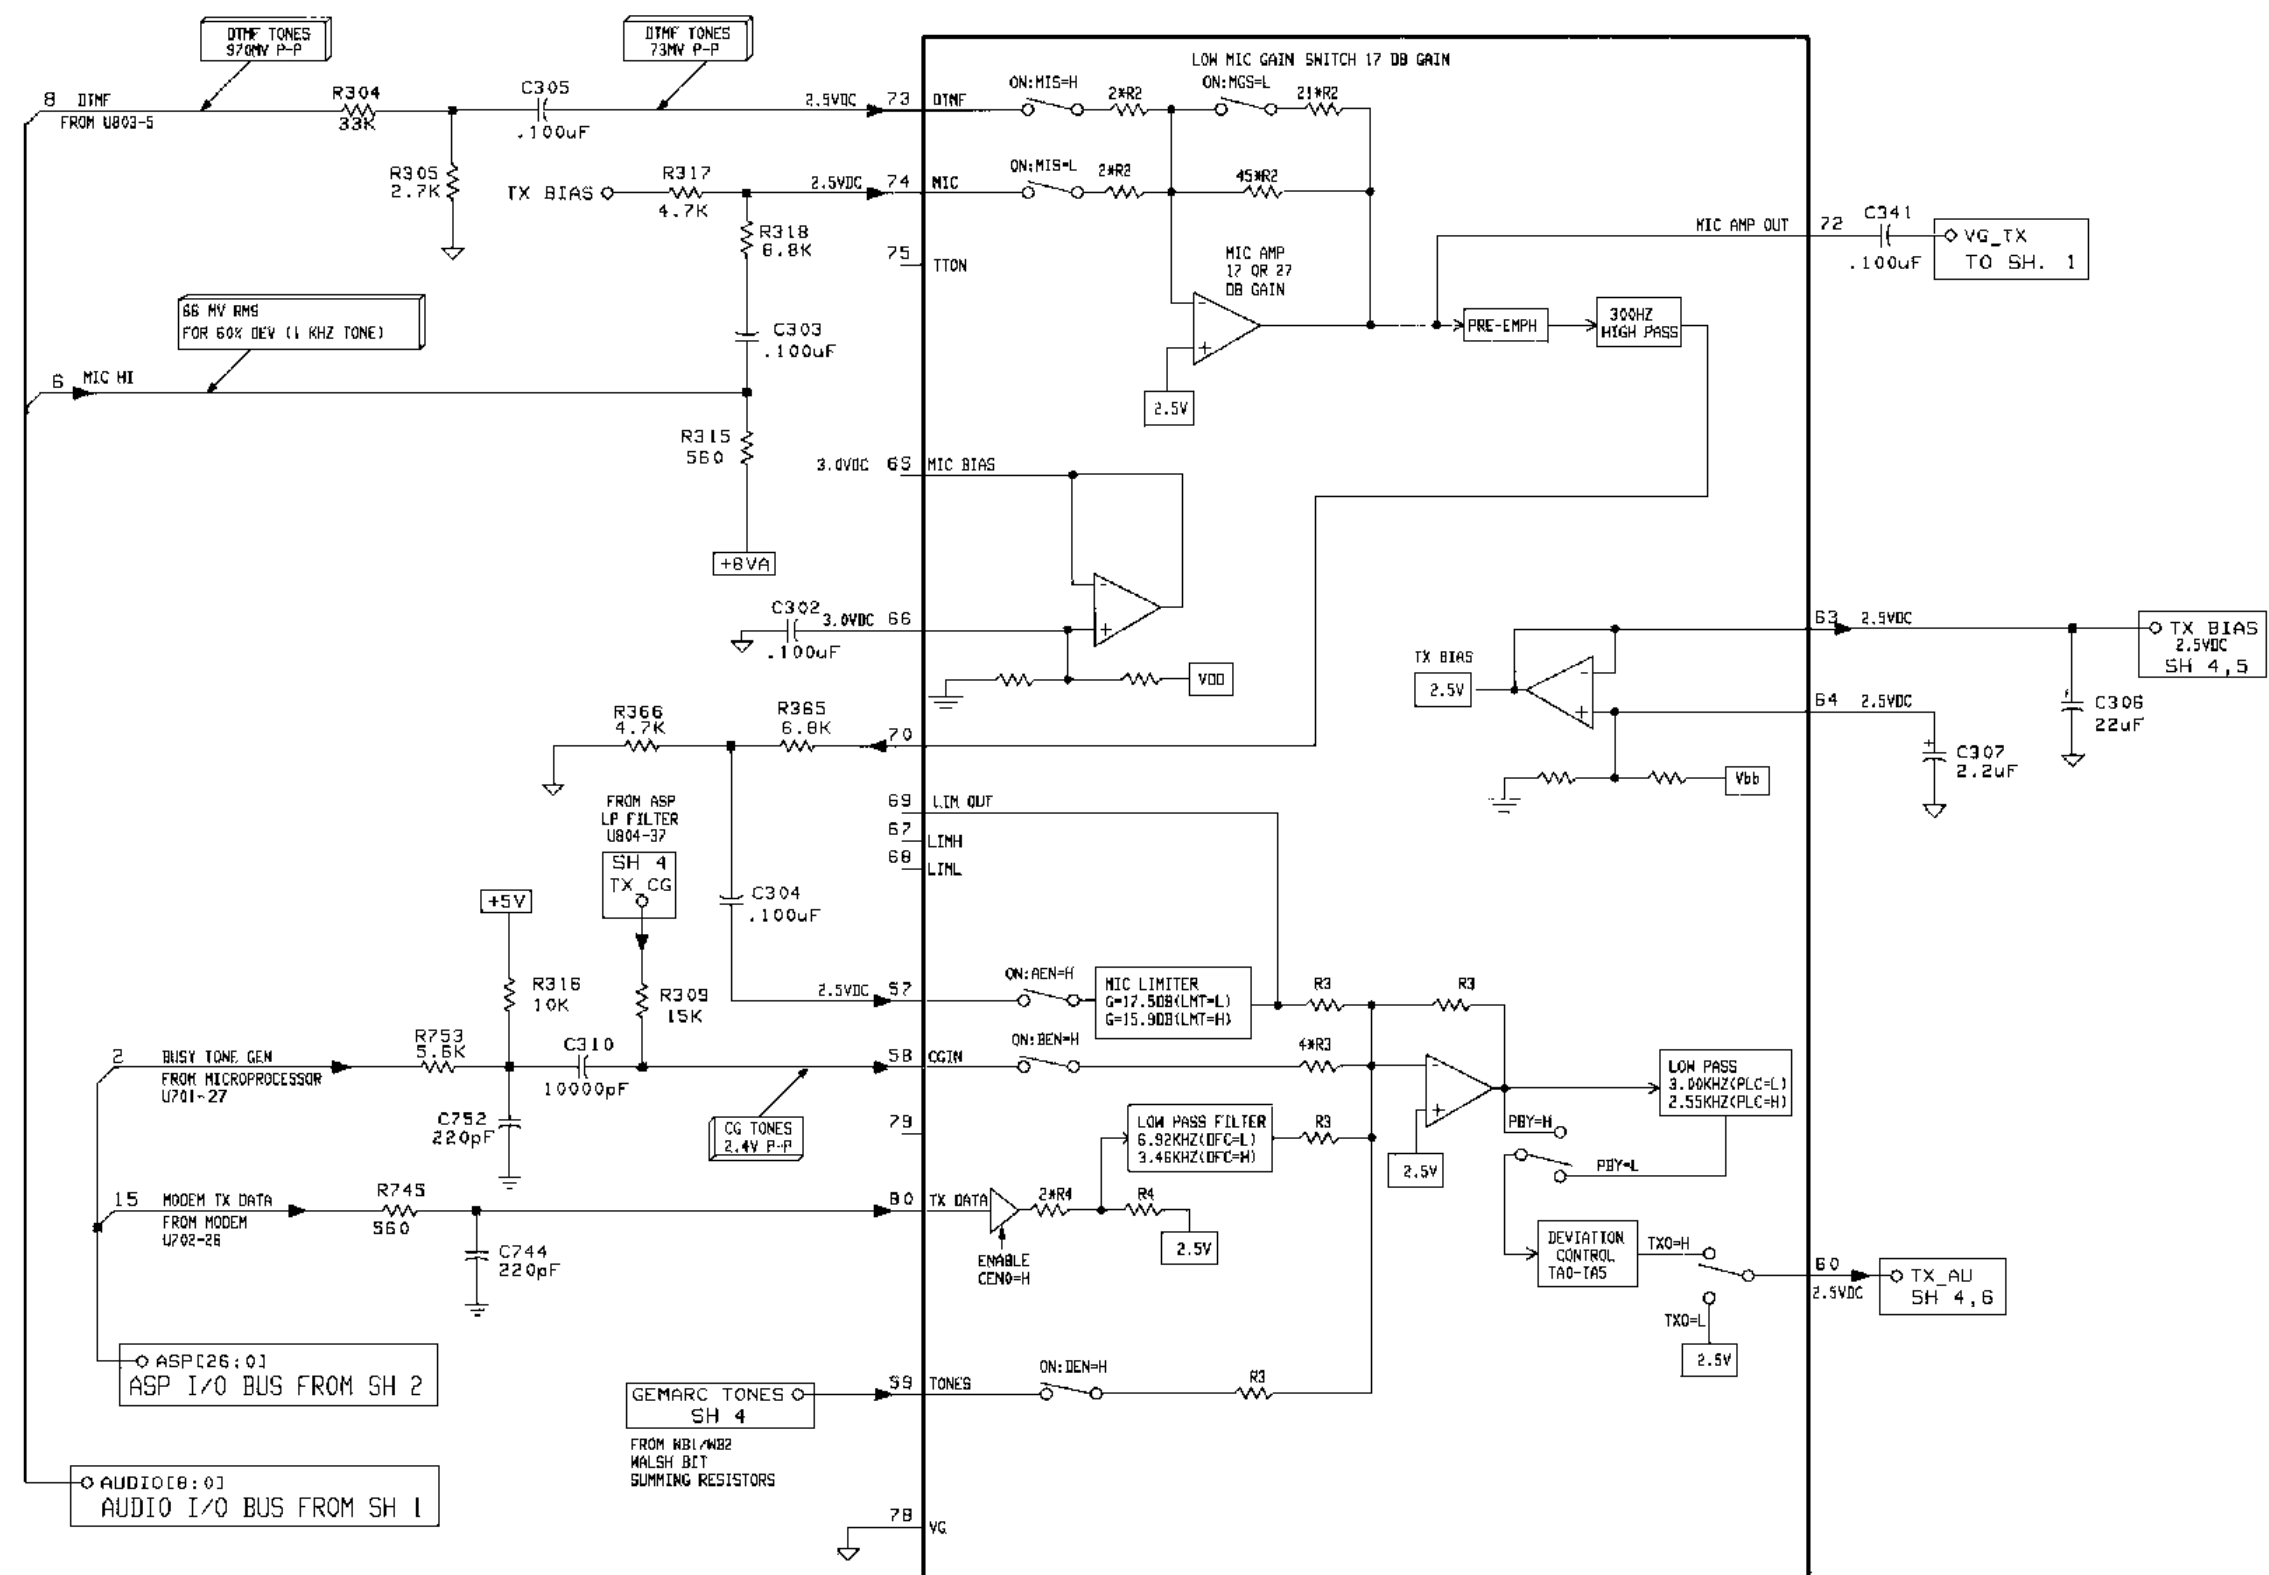 DTMF TONES
970MV P-P
DTMF TONES
73MV P-P
LOW MIC GAIN SWITCH 17 DB GAIN
8 DTMF
FROM U803-5
R304
33K
C305
.100uF
2.5VDC 73 DTMF
ON:MIS=H
2*R2
ON:MGS=L
21*R2
R305
2.7K
TX BIAS
R317
4.7K
2.5VDC 74 MIC
ON:MIS=L
2*R2
45*R2
R318
6.8K
75 TTON
MIC AMP
17 OR 27
DB GAIN
MIC AMP OUT 72
C341
.100uF
VG_TX
TO SH. 1
66 MV RMS
FOR 60% DEV (1 KHZ TONE)
C303
.100uF
PRE-EMPH
300HZ
HIGH PASS
6 MIC HI
2.5V
R315
560
3.0VDC 65 MIC BIAS
+8VA
C302
.100uF
3.0VDC 66
VDD
TX BIAS
2.5V
63 2.5VDC
TX BIAS
2.5VDC
SH 4,5
64 2.5VDC
C306
22uF
C307
2.2uF
Vbb
R366
4.7K
R365
6.8K
70
FROM ASP
LP FILTER
U804-37
SH 4
TX_CG
69 LIM OUT
67 LIMH
68 LIML
+5V
C304
.100uF
R316
10K
R309
15K
2.5VDC 57
ON:AEN=H
MIC LIMITER
G=17.5DB(LMT=L)
G=15.9DB(LMT=H)
R3
R3
2 BUSY TONE GEN
FROM MICROPROCESSOR
U701-27
R753
5.6K
C310
10000pF
58 CGIN
ON:BEN=H
4*R3
C752
220pF
CG TONES
2.4V P-P
79
LOW PASS FILTER
6.92KHZ(DFC=L)
3.46KHZ(DFC=H)
R3
2.5V
LOW PASS
3.00KHZ(PLC=L)
2.55KHZ(PLC=H)
PBY=H
PBY=L
15 MODEM TX DATA
FROM MODEM
U702-26
R745
560
C744
220pF
80 TX DATA
2*R4
R4
2.5V
ENABLE
CENO=H
DEVIATION
CONTROL
TA0-TA5
TXO=H
TXO=L
2.5V
60
2.5VDC
TX_AU
SH 4,6
ASP[26:0]
ASP I/O BUS FROM SH 2
GEMARC TONES
SH 4
59 TONES
ON:DEN=H
R3
FROM WB1/WB2
WALSH BIT
SUMMING RESISTORS
AUDIO[8:0]
AUDIO I/O BUS FROM SH 1
78 VG